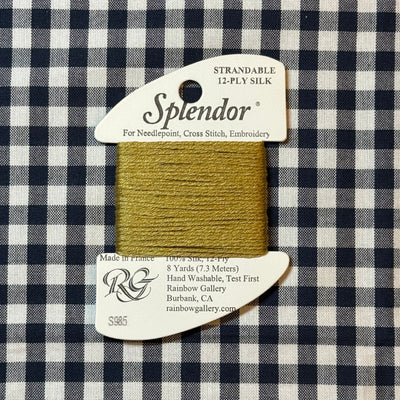 STRANDABLE
12-PLY SILK
Splendor®
For Needlepoint, Cross Stitch, Embroidery
Made in France
100% Silk, 12-Ply
8 Yards (7.3 Meters)
Hand Washable, Test First
Rainbow Gallery
Burbank, CA
rainbowgallery.com
RG
S985